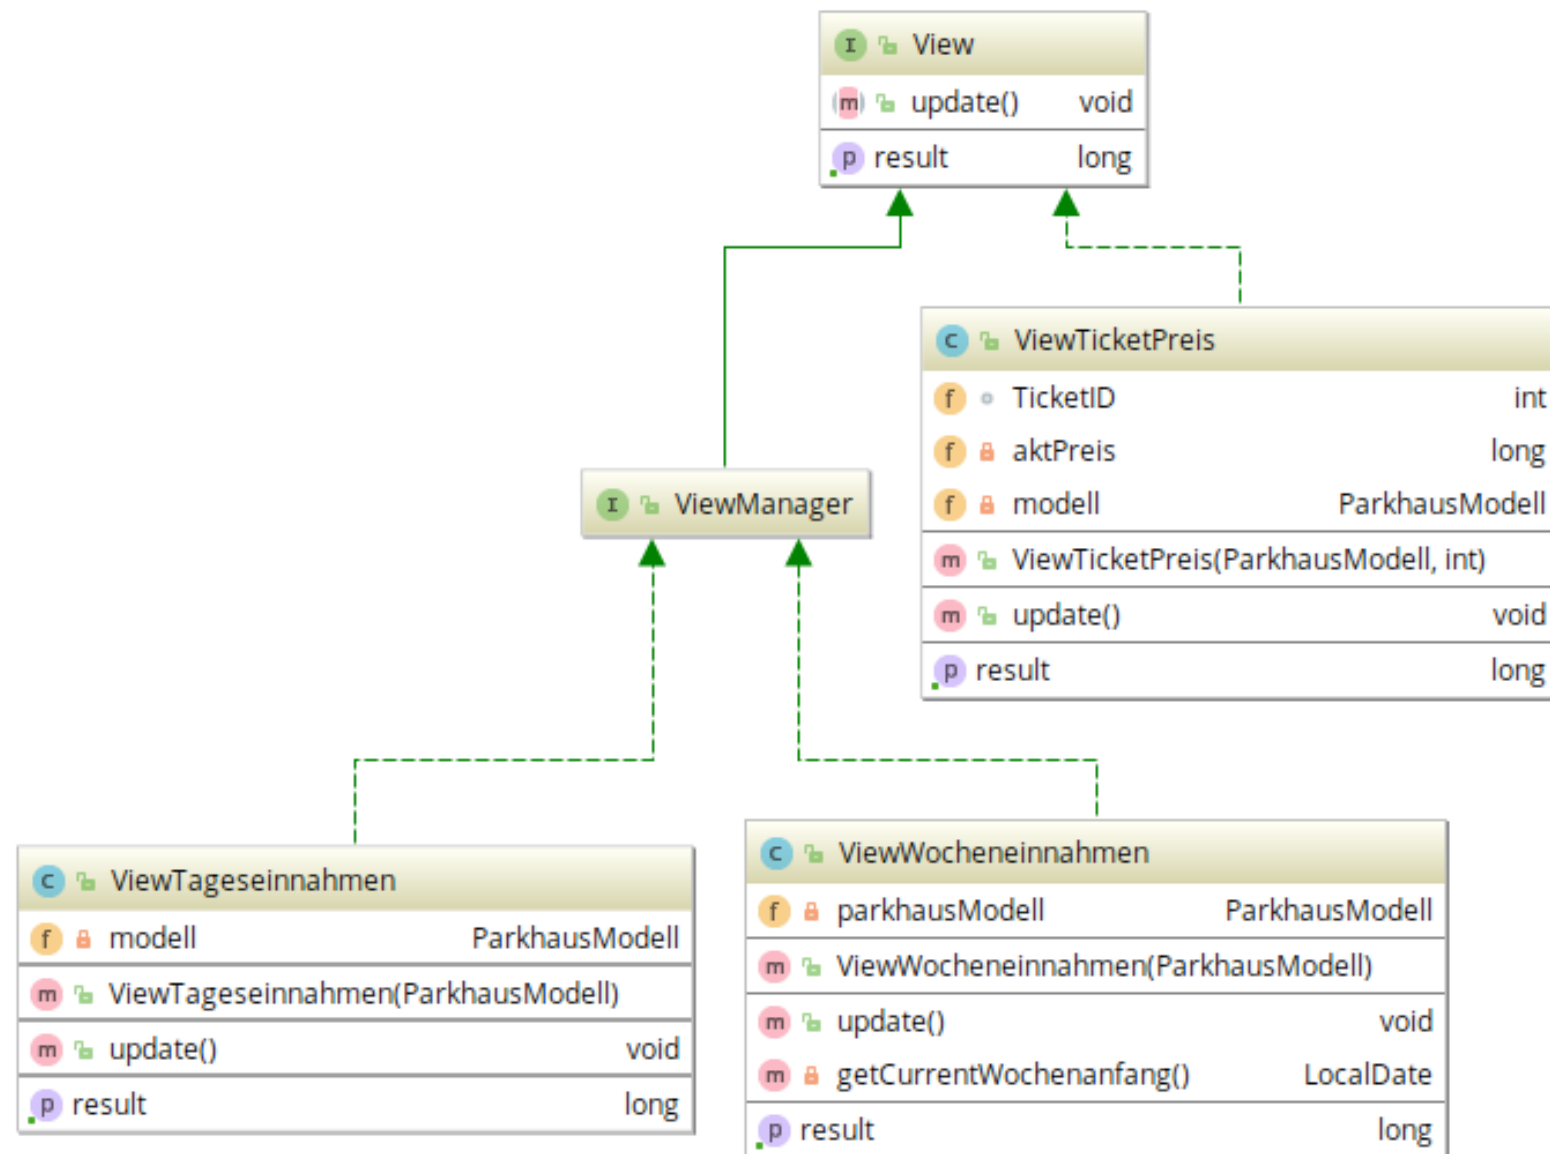 I View
m update() void
p result long
C ViewTicketPreis
f TicketID int
f aktPreis long
f modell ParkhausModell
m ViewTicketPreis(ParkhausModell, int)
m update() void
p result long
I ViewManager
C ViewTageseinnahmen
f modell ParkhausModell
m ViewTageseinnahmen(ParkhausModell)
m update() void
p result long
C ViewWocheneinnahmen
f parkhausModell ParkhausModell
m ViewWocheneinnahmen(ParkhausModell)
m update() void
m getCurrentWochenanfang() LocalDate
p result long